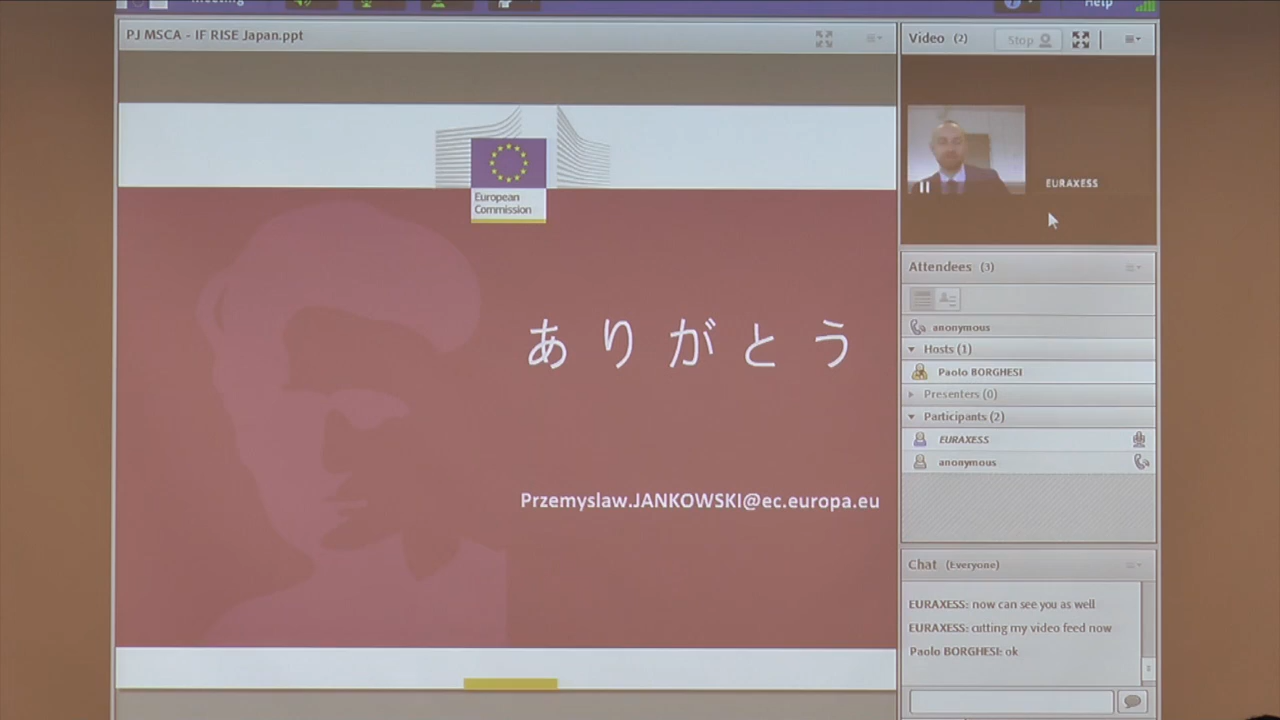 Meeting
Help
PJ MSCA - IF RISE Japan.ppt
European
Commission
ありがとう
Przemyslaw.JANKOWSKI@ec.europa.eu
Video (2)
Stop
EURAXESS
Attendees (3)
anonymous
Hosts (1)
Paolo BORGHESI
Presenters (0)
Participants (2)
EURAXESS
anonymous
Chat (Everyone)
EURAXESS: now can see you as well
EURAXESS: cutting my video feed now
Paolo BORGHESI: ok